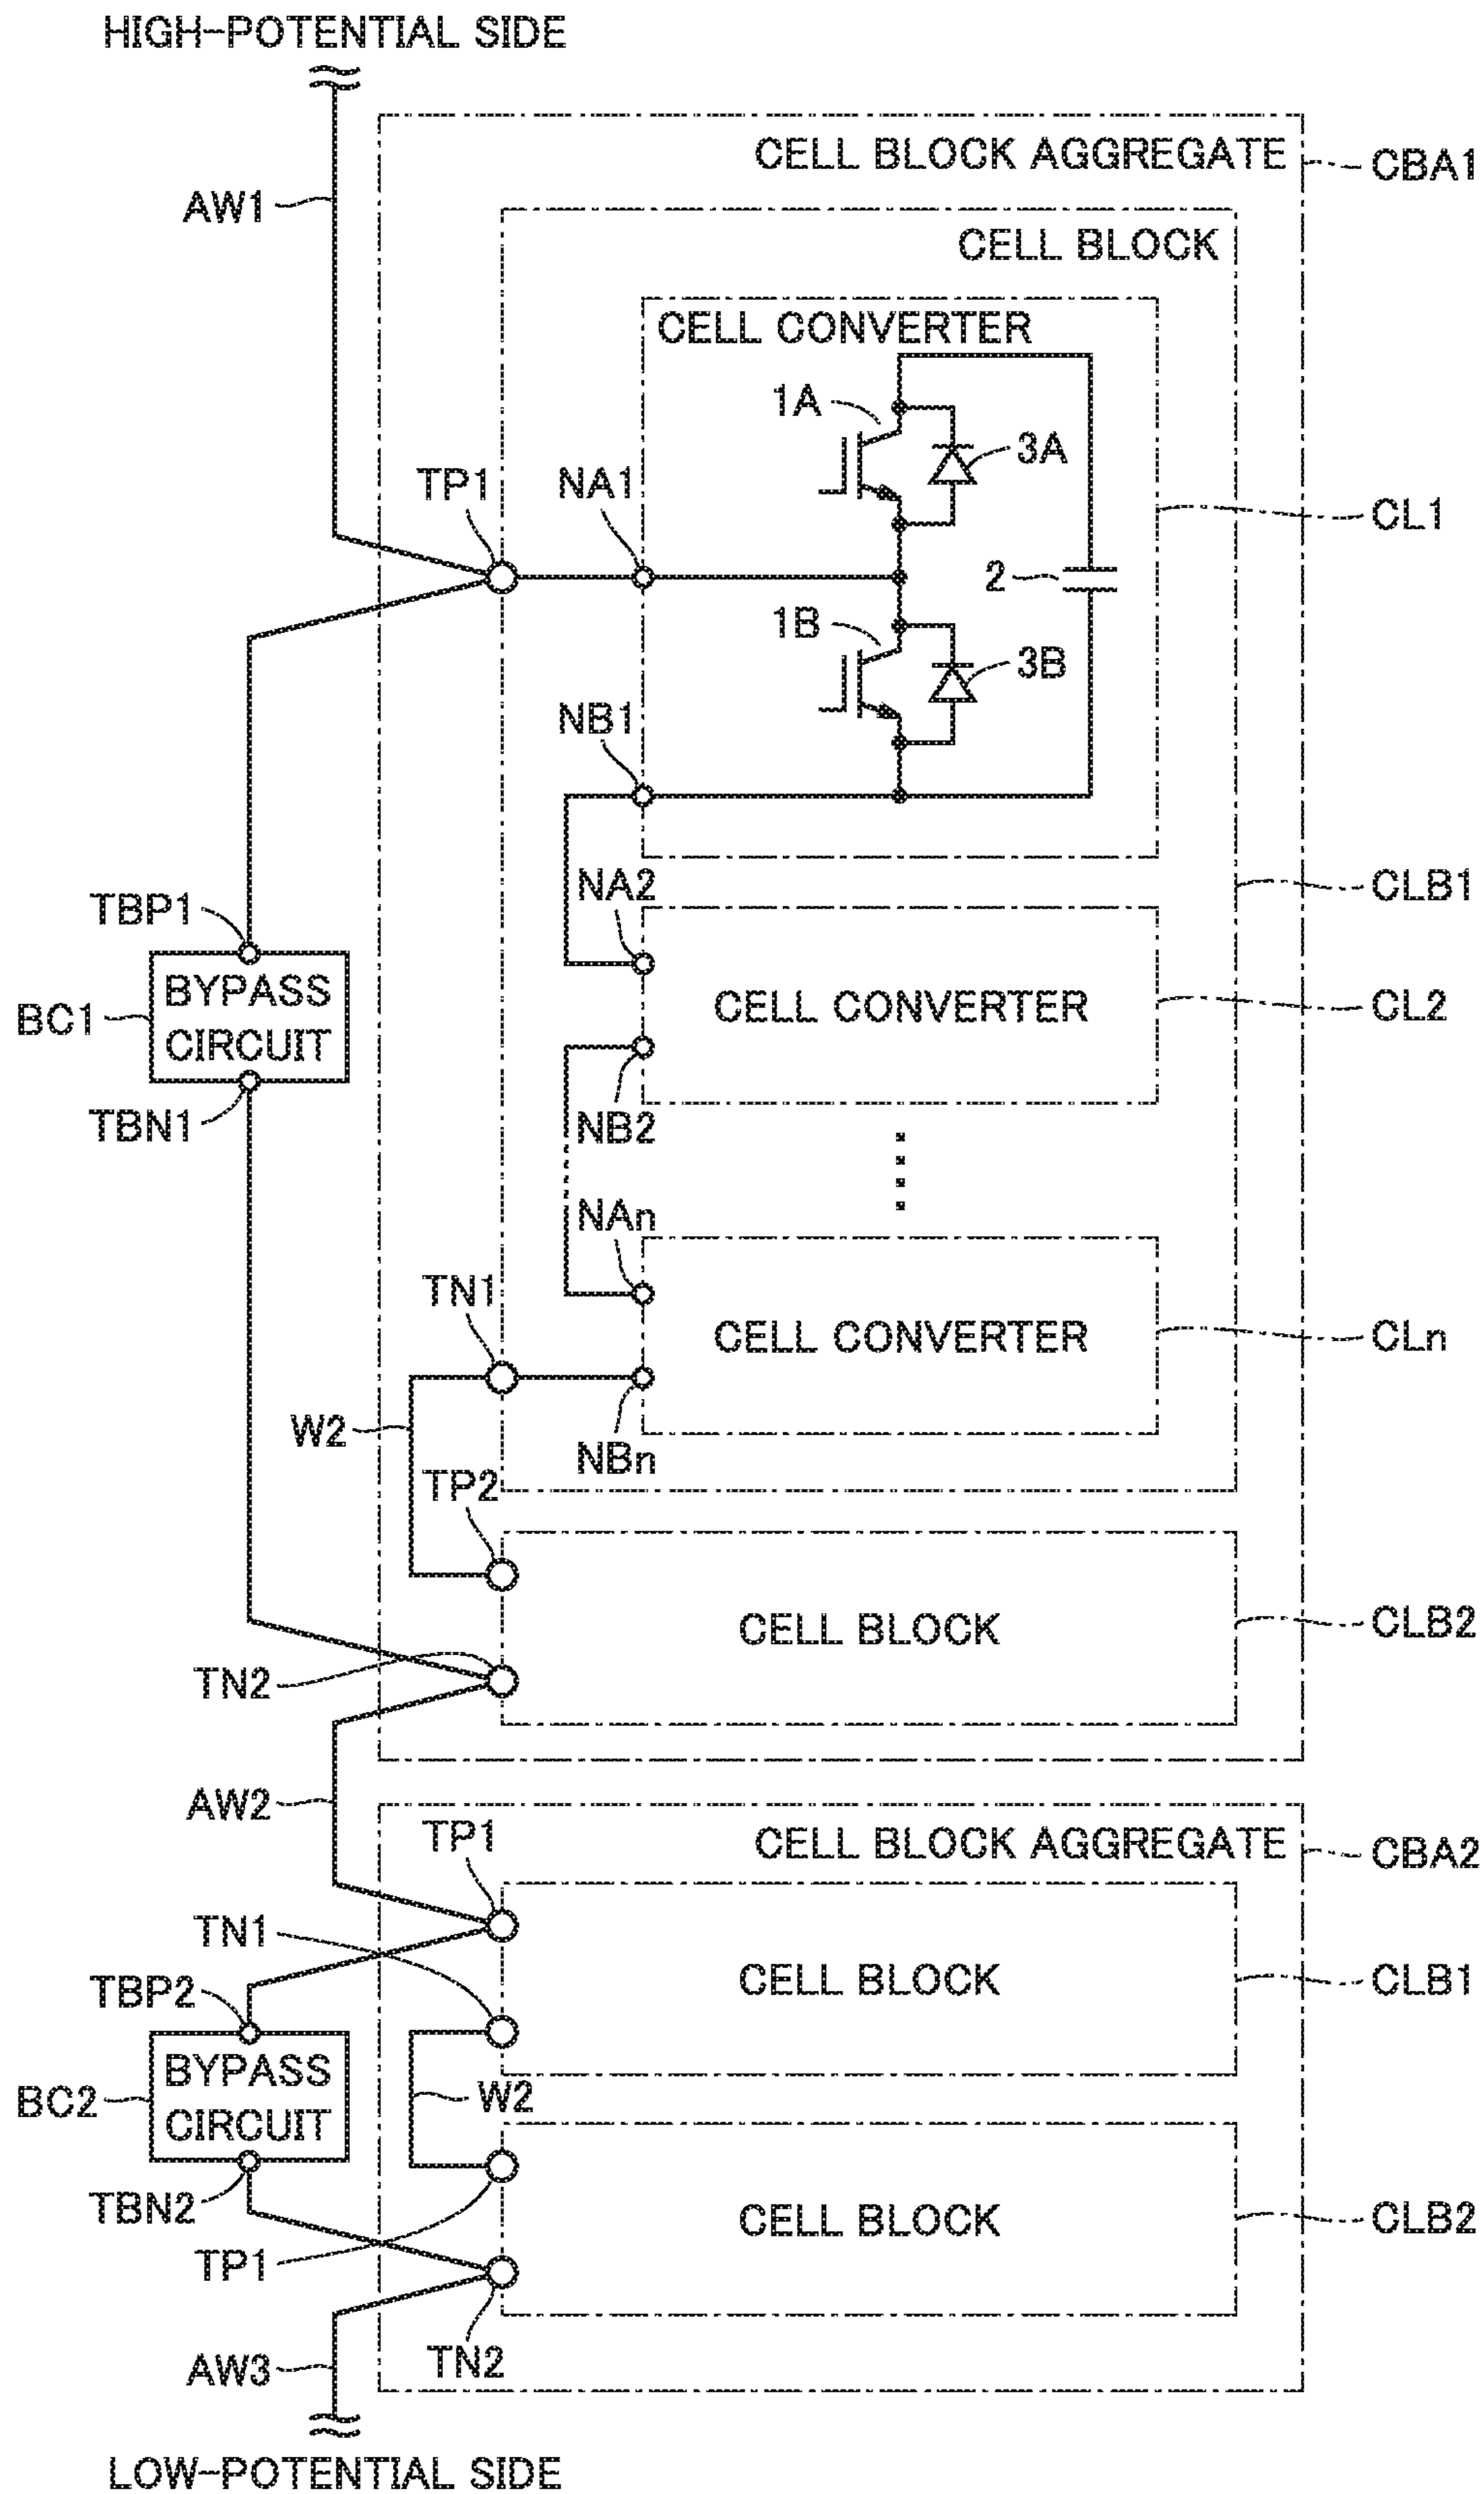 HIGH-POTENTIAL SIDE
CELL BLOCK AGGREGATE
CBA1
AW1
CELL BLOCK
CELL CONVERTER
1A
3A
TP1
NA1
CL1
2
1B
3B
NB1
NA2
CLB1
TBP1
BYPASS
CIRCUIT
BC1
CELL CONVERTER
CL2
TBN1
NB2
NAn
TN1
CELL CONVERTER
CLn
W2
NBn
TP2
CELL BLOCK
CLB2
TN2
AW2
TP1
CELL BLOCK AGGREGATE
CBA2
TN1
CELL BLOCK
CLB1
TBP2
BYPASS
CIRCUIT
BC2
W2
TBN2
CELL BLOCK
CLB2
TP1
TN2
AW3
LOW-POTENTIAL SIDE